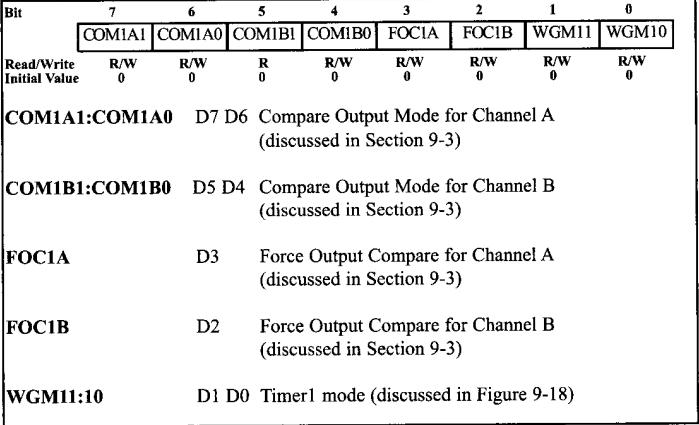 Bit 7 6 5 4 3 2 1 0
COM1A1 COM1A0 COM1B1 COM1B0 FOC1A FOC1B WGM11 WGM10
Read/Write R/W R/W R R/W R/W R/W R/W R/W
Initial Value 0 0 0 0 0 0 0 0
COM1A1:COM1A0 D7 D6 Compare Output Mode for Channel A
(discussed in Section 9-3)
COM1B1:COM1B0 D5 D4 Compare Output Mode for Channel B
(discussed in Section 9-3)
FOC1A D3 Force Output Compare for Channel A
(discussed in Section 9-3)
FOC1B D2 Force Output Compare for Channel B
(discussed in Section 9-3)
WGM11:10 D1 D0 Timer1 mode (discussed in Figure 9-18)